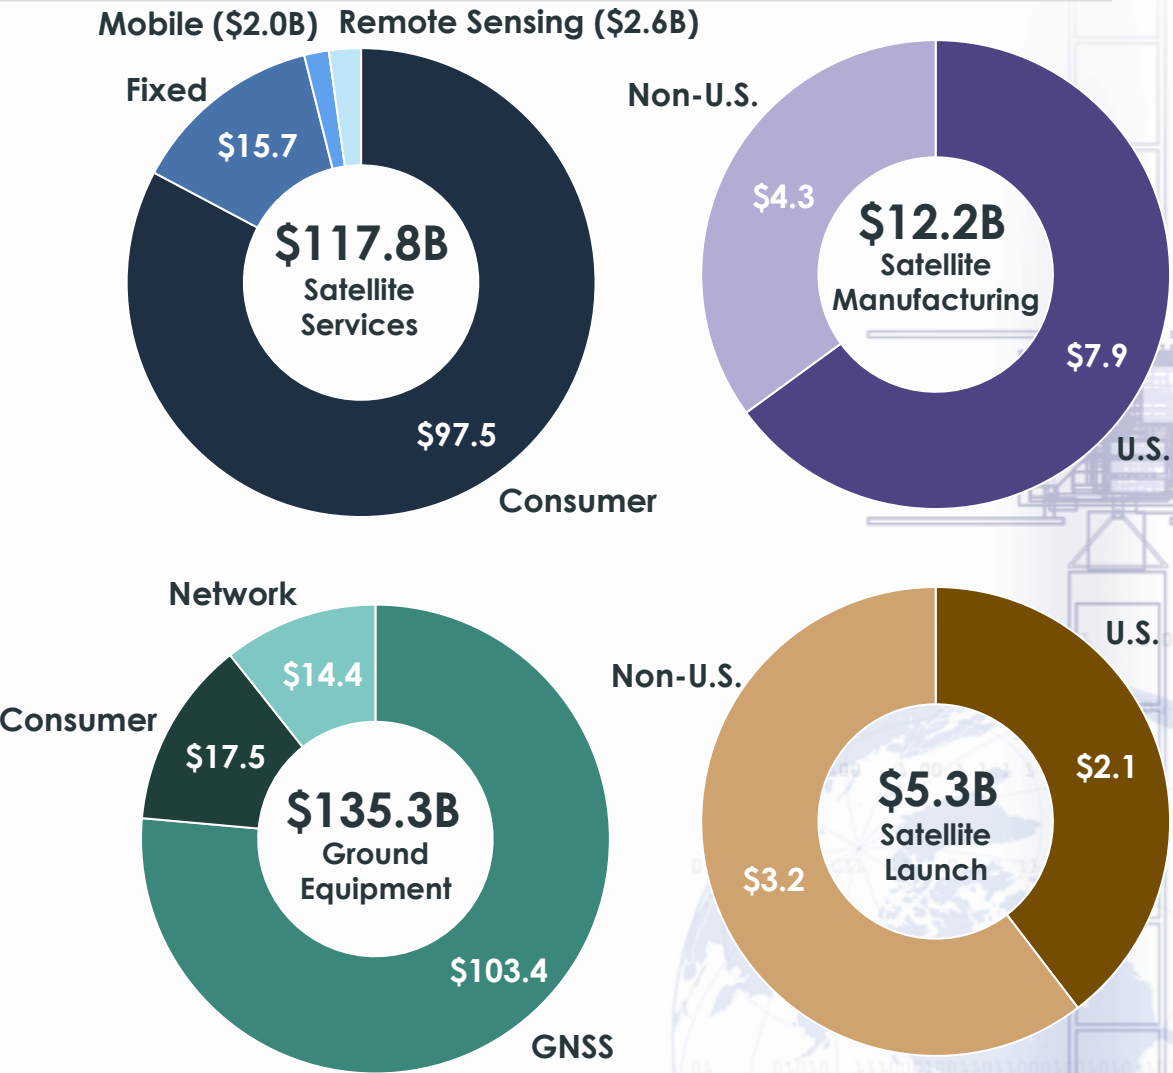 Mobile ($2.0B) Remote Sensing ($2.6B)
Fixed
$15.7
$117.8B
Satellite
Services
$97.5
Consumer
Non-U.S.
$4.3
$12.2B
Satellite
Manufacturing
$7.9
U.S.
Network
$14.4
Consumer
$17.5
$135.3B
Ground
Equipment
$103.4
GNSS
U.S.
Non-U.S.
$2.1
$5.3B
Satellite
Launch
$3.2